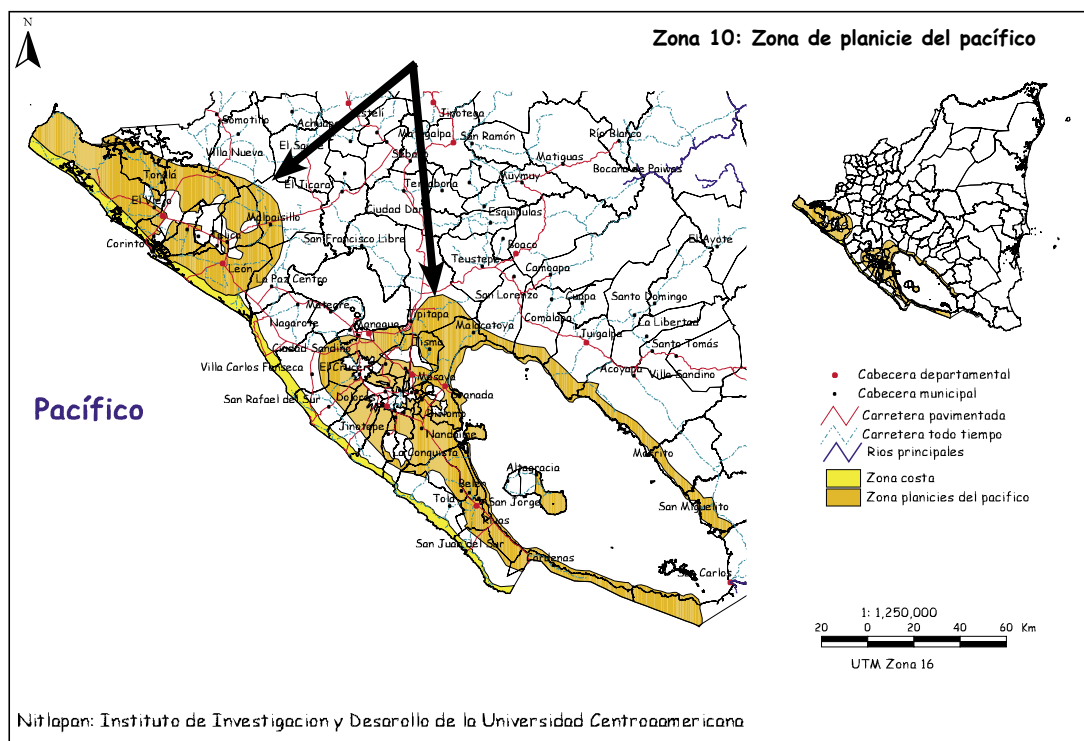 N
Zona 10: Zona de planicie del pacífico
Somotillo
Achuapa
Estelí
Jinotega
Matagalpa
San Ramón
Río Blanco
Villa Nueva
El Sauce
Matiguas
Muymuy
Bocana de Paiwas
Tonalá
El Jicaral
Terrabona
El Viejo
Ciudad Darí
Esquipulas
Malpaisillo
Corinto
San Francisco Libre
Boaco
El Ayote
León
Teustepe
Camoapa
La Paz Centro
San Lorenzo
Cuapa
Santo Domingo
Mateare
Comalapa
La Libertad
Nagarote
Managua
Malacatoya
Juigalpa
Ciudad Sandino
Tisma
Santo Tomás
Villa Carlos Fonseca
El Crucero
Masaya
Acoyapa
Villa Sandino
San Rafael del Sur
Dolores
Granada
Diriomo
Pacífico
Jinotepe
Nandaime
La Conquista
Morrito
Altagracia
Belén
San Jorge
Tola
San Miguelito
Rivas
San Juan del Sur
Cárdenas
San Carlos
Cabecera departamental
Cabecera municipal
Carretera pavimentada
Carretera todo tiempo
Rios principales
Zona costa
Zona planicies del pacifico
1: 1,250,000
20 0 20 40 60 Km
UTM Zona 16
Nitlapan: Instituto de Investigacion y Desarollo de la Universidad Centroaamericana